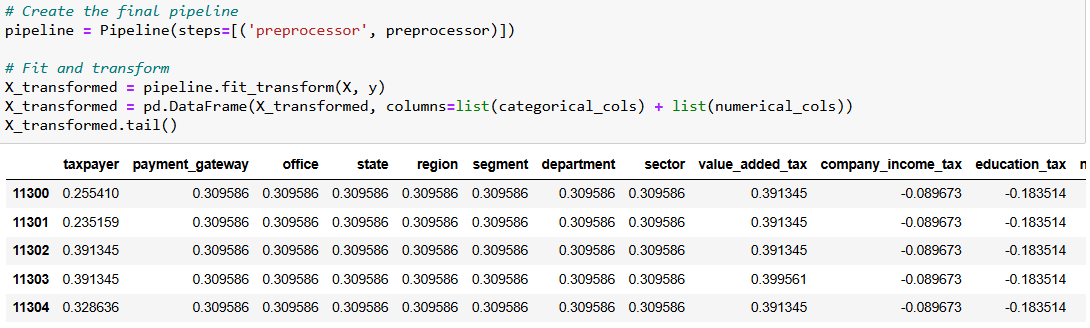 # Create the final pipeline
pipeline = Pipeline(steps=[('preprocessor', preprocessor)])
# Fit and transform
X_transformed = pipeline.fit_transform(X, y)
X_transformed = pd.DataFrame(X_transformed, columns=list(categorical_cols) + list(numerical_cols))
X_transformed.tail()
taxpayer payment_gateway office state region segment department sector value_added_tax company_income_tax education_tax
11300 0.255410 0.309586 0.309586 0.309586 0.309586 0.309586 0.309586 0.309586 0.391345 -0.089673 -0.183514
11301 0.235159 0.309586 0.309586 0.309586 0.309586 0.309586 0.309586 0.309586 0.391345 -0.089673 -0.183514
11302 0.391345 0.309586 0.309586 0.309586 0.309586 0.309586 0.309586 0.309586 0.391345 -0.089673 -0.183514
11303 0.391345 0.309586 0.309586 0.309586 0.309586 0.309586 0.309586 0.309586 0.399561 -0.089673 -0.183514
11304 0.328636 0.309586 0.309586 0.309586 0.309586 0.309586 0.309586 0.309586 0.391345 -0.089673 -0.183514